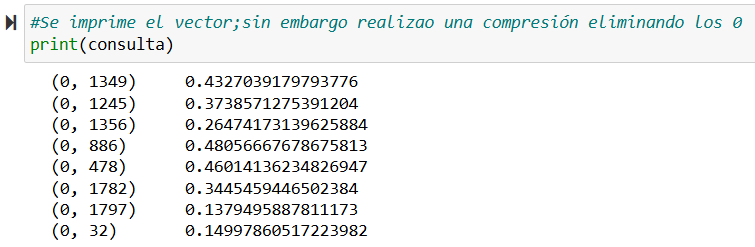 #Se imprime el vector;sin embargo realizao una compresión eliminando los 0
print(consulta)
(0, 1349) 0.4327039179793776
(0, 1245) 0.3738571275391204
(0, 1356) 0.26474173139625884
(0, 886) 0.48056667678675813
(0, 478) 0.46014136234826947
(0, 1782) 0.3445459446502384
(0, 1797) 0.1379495887811173
(0, 32) 0.14997860517223982